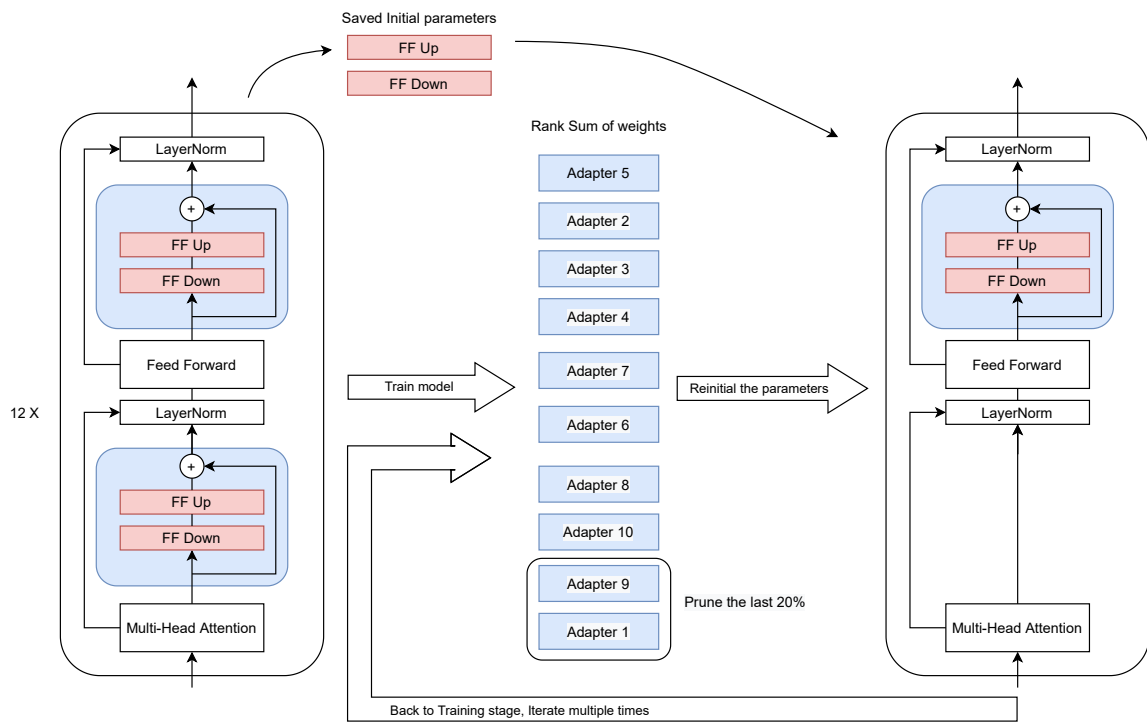 Saved Initial parameters
FF Up
FF Down
12 X
LayerNorm
+
FF Up
FF Down
Feed Forward
LayerNorm
+
FF Up
FF Down
Multi-Head Attention
Train model
Rank Sum of weights
Adapter 5
Adapter 2
Adapter 3
Adapter 4
Adapter 7
Adapter 6
Adapter 8
Adapter 10
Adapter 9
Adapter 1
Prune the last 20%
Reinitial the parameters
LayerNorm
+
FF Up
FF Down
Feed Forward
LayerNorm
Multi-Head Attention
Back to Training stage, Iterate multiple times